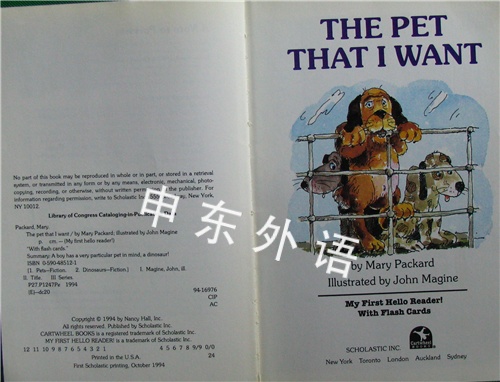 No part of this book may be reproduced in whole or in part, or stored in a retrieval
system, or transmitted in any form or by any means, electronic, mechanical, photo-
copying, recording, or otherwise, without written permission of the publisher. For
information regarding permission, write to Scholastic Inc., New York,
NY 10012.
Library of Congress Cataloging-in-Publication Data
Packard, Mary.
The pet that I want / by Mary Packard; illustrated by John Magine
p. cm. — (My first hello reader!)
"With flash cards."
Summary: A boy has a very particular pet in mind, a dinosaur!
ISBN 0-590-48512-1
[1. Pets—Fiction. 2. Dinosaurs—Fiction.] I. Magine, John, ill.
II. Title. III. Series.
PZ7.P1247Pe 1994
[E]—dc20 94-16976
CIP
AC
Copyright © 1994 by Nancy Hall, Inc.
All rights reserved. Published by Scholastic Inc.
CARTWHEEL BOOKS is a registered trademark of Scholastic Inc.
MY FIRST HELLO READER! is a trademark of Scholastic Inc.
12 11 10 9 8 7 6 5 4 3 2 1 4 5 6 7 8 9/9 0/0
Printed in the U.S.A. 24
First Scholastic printing, October 1994
THE PET
THAT I WANT
by Mary Packard
Illustrated by John Magine
My First Hello Reader!
With Flash Cards
Cartwheel
BOOKS
SCHOLASTIC INC.
New York Toronto London Auckland Sydney
申东外语